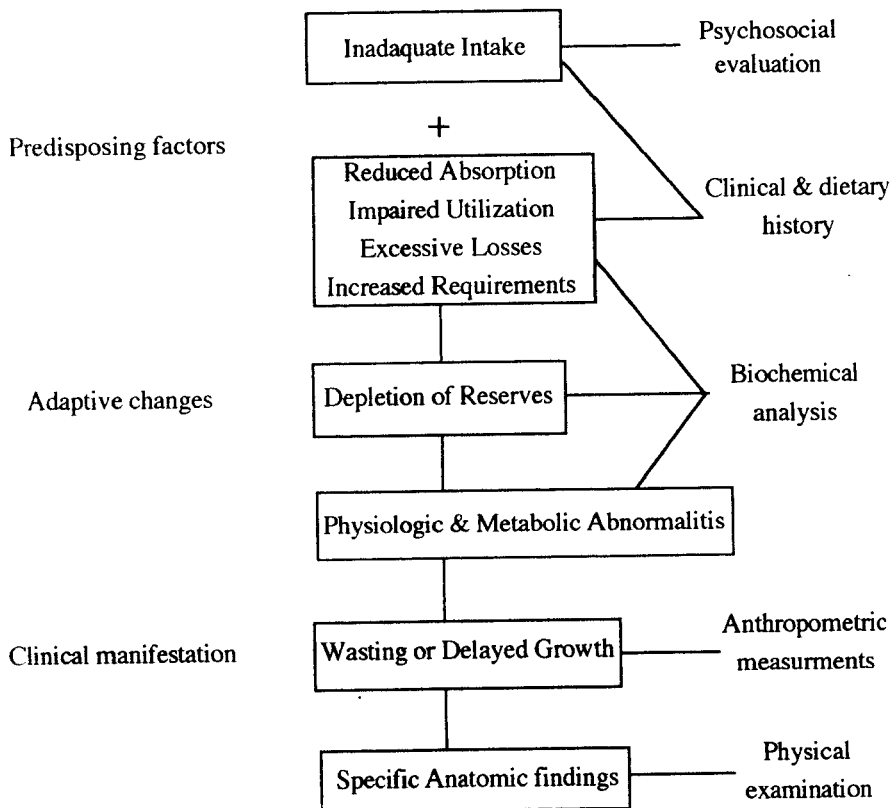 Inadaquate Intake
Psychosocial
evaluation
+
Predisposing factors
Reduced Absorption
Impaired Utilization
Excessive Losses
Increased Requirements
Clinical & dietary
history
Adaptive changes
Depletion of Reserves
Biochemical
analysis
Physiologic & Metabolic Abnormalitis
Clinical manifestation
Wasting or Delayed Growth
Anthropometric
measurments
Specific Anatomic findings
Physical
examination